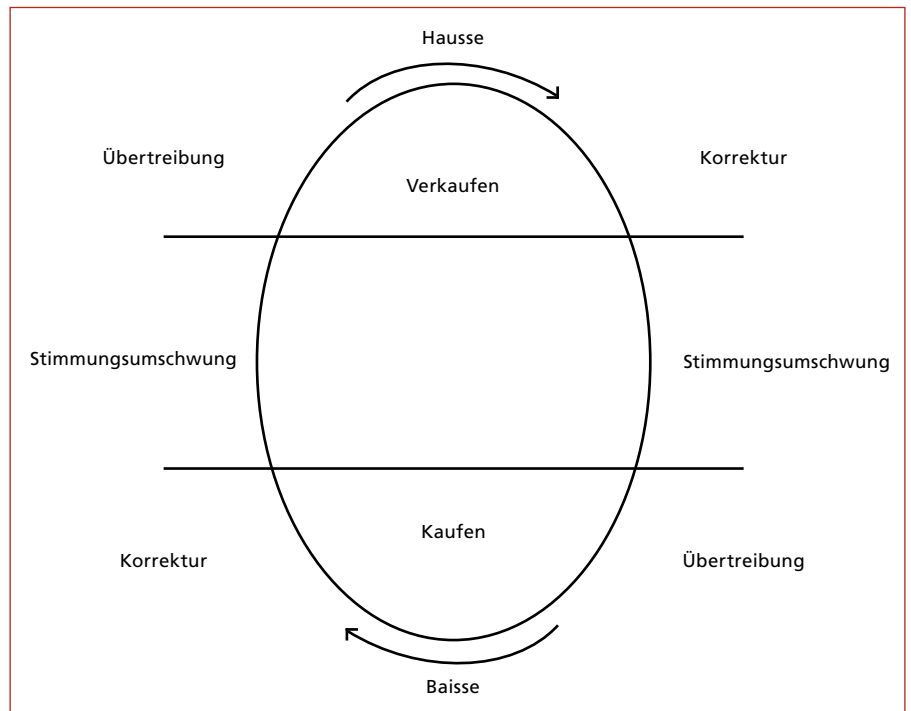 Hausse
Übertreibung
Korrektur
Verkaufen
Stimmungsumschwung
Stimmungsumschwung
Kaufen
Korrektur
Übertreibung
Baisse